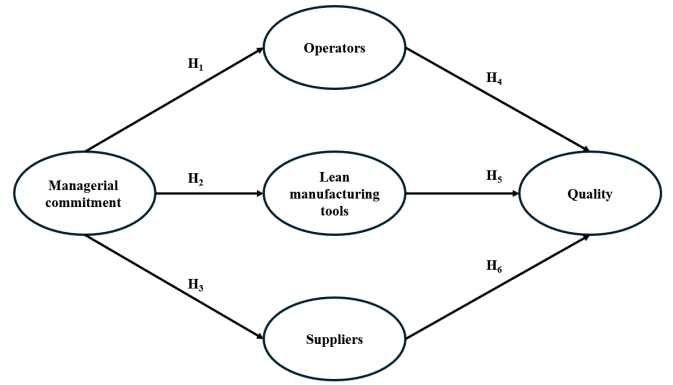 Operators
H₁
H₄
Managerial
commitment
H₂
Lean
manufacturing
tools
H₅
Quality
H₃
H₆
Suppliers